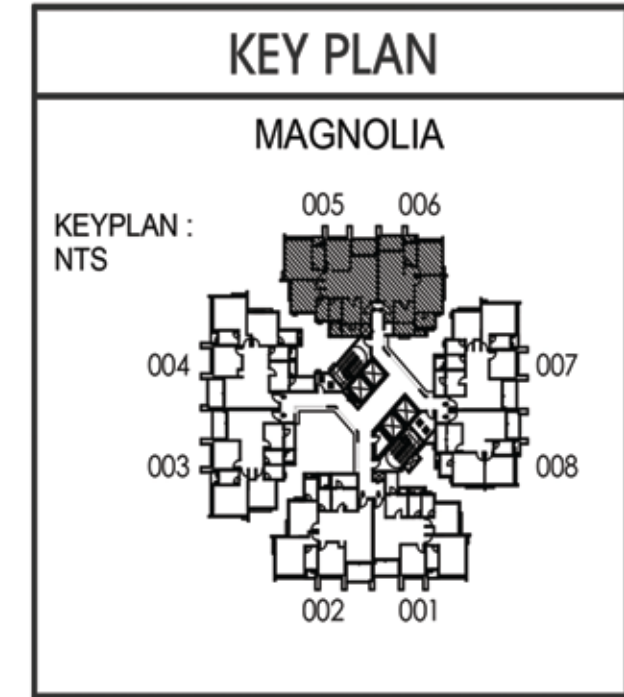 KEY PLAN
MAGNOLIA
KEYPLAN :
NTS
005 006
004 007
003 008
002 001